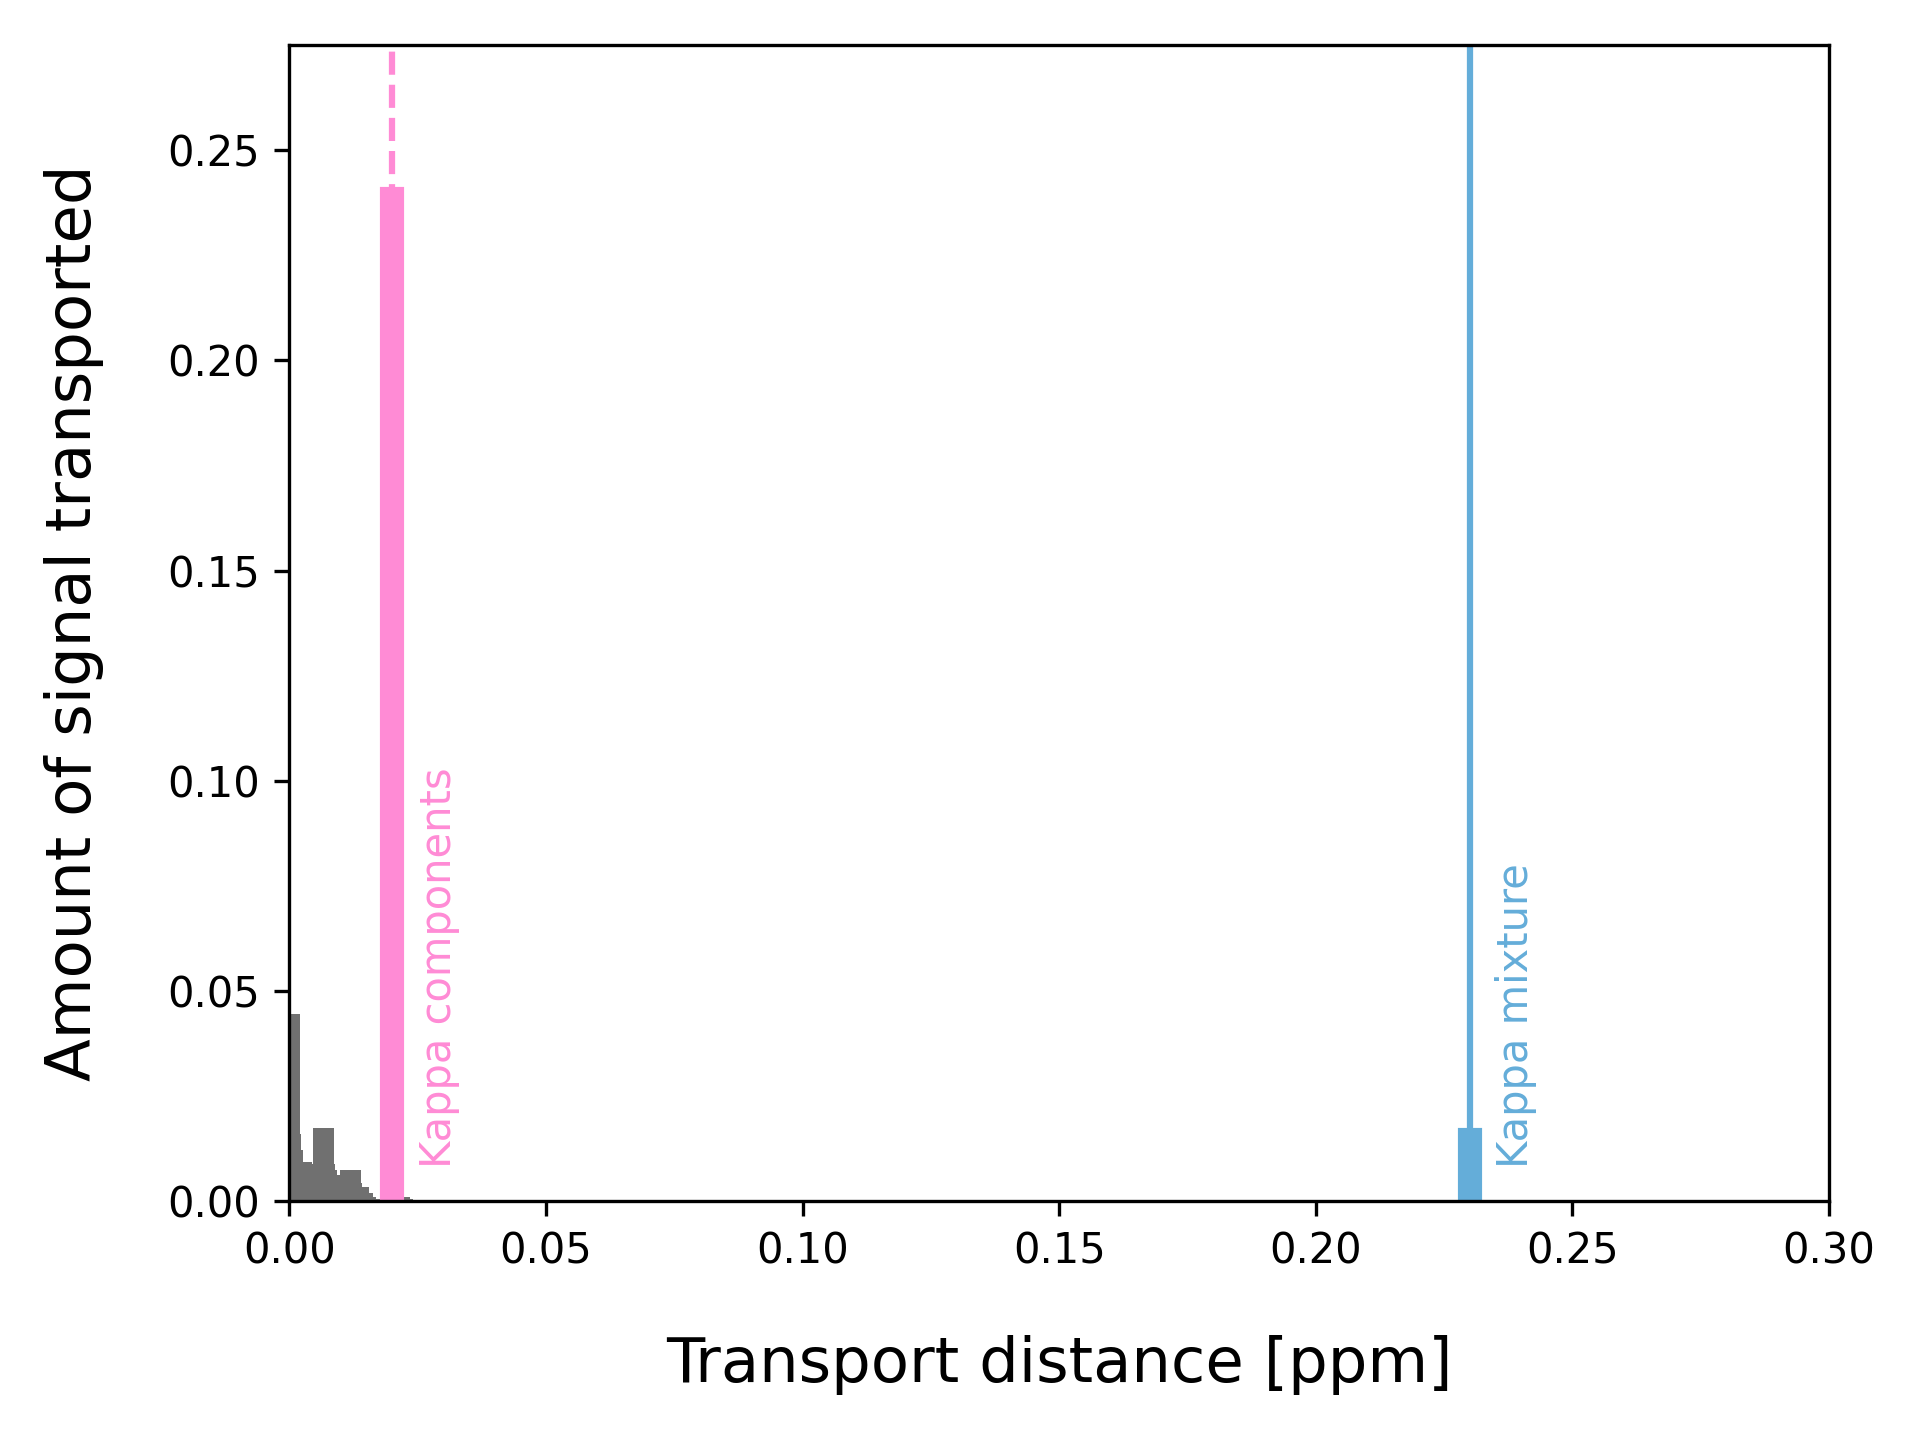 Amount of signal transported
0.25
0.20
0.15
0.10
0.05
0.00
Kappa components
Kappa mixture
0.00 0.05 0.10 0.15 0.20 0.25 0.30
Transport distance [ppm]